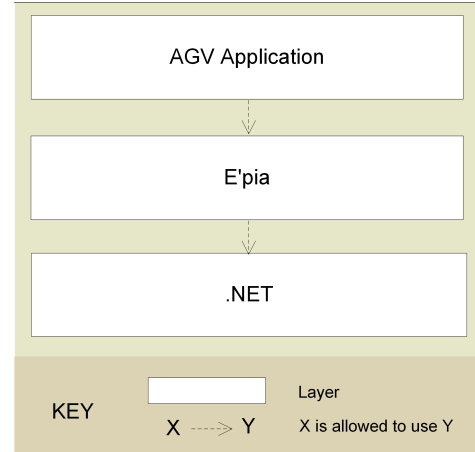 AGV Application
E'pia
.NET
KEY
Layer
X Y X is allowed to use Y